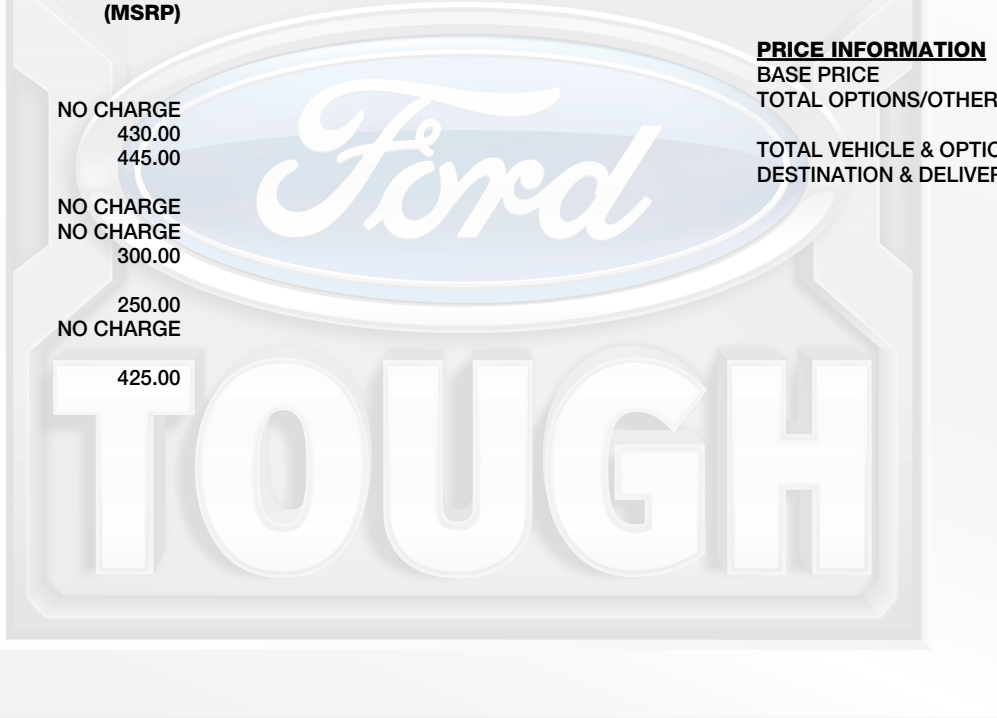 (MSRP)
NO CHARGE
430.00
445.00
NO CHARGE
NO CHARGE
300.00
250.00
NO CHARGE
425.00
PRICE INFORMATION
BASE PRICE
TOTAL OPTIONS/OTHER
TOTAL VEHICLE & OPTIO
DESTINATION & DELIVER
Ford
TOUGH